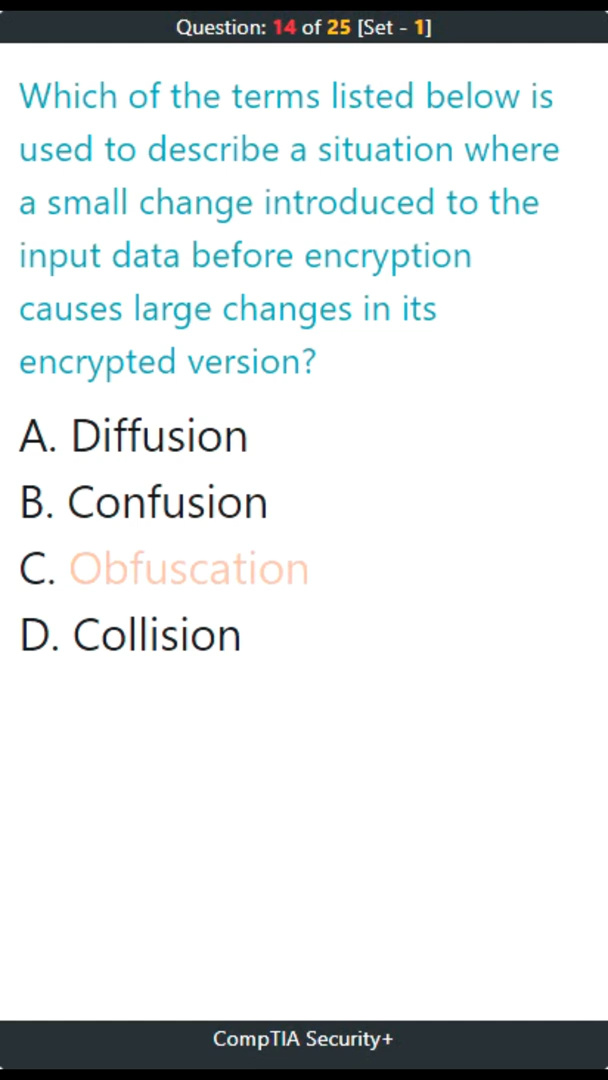 Question: 14 of 25 [Set - 1]
Which of the terms listed below is
used to describe a situation where
a small change introduced to the
input data before encryption
causes large changes in its
encrypted version?
A. Diffusion
B. Confusion
C. Obfuscation
D. Collision
CompTIA Security+